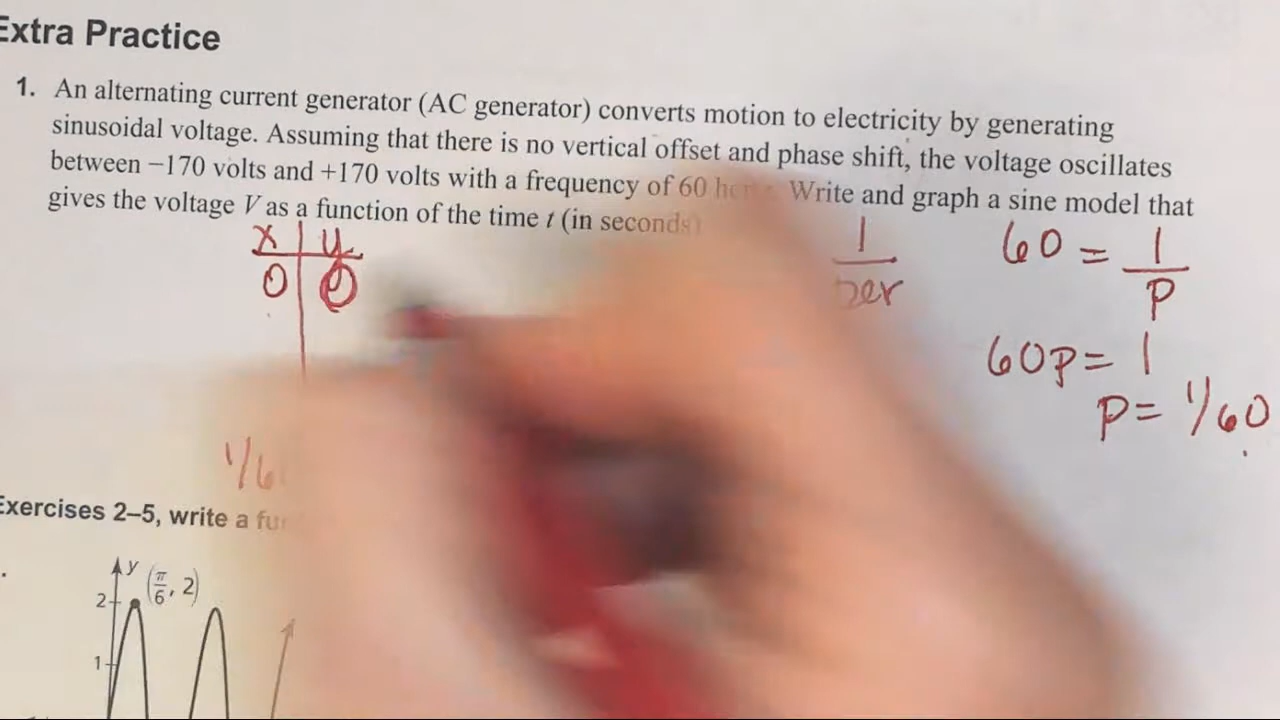 Extra Practice
1. An alternating current generator (AC generator) converts motion to electricity by generating
sinusoidal voltage. Assuming that there is no vertical offset and phase shift, the voltage oscillates
between −170 volts and +170 volts with a frequency of 60 Write and graph a sine model that
gives the voltage V as a function of the time t (in seconds)
x y
0 0
1
60 = 1/P
60p = 1
p = 1/60
1/6
Exercises 2–5, write a
y
(π/6, 2)
2
1